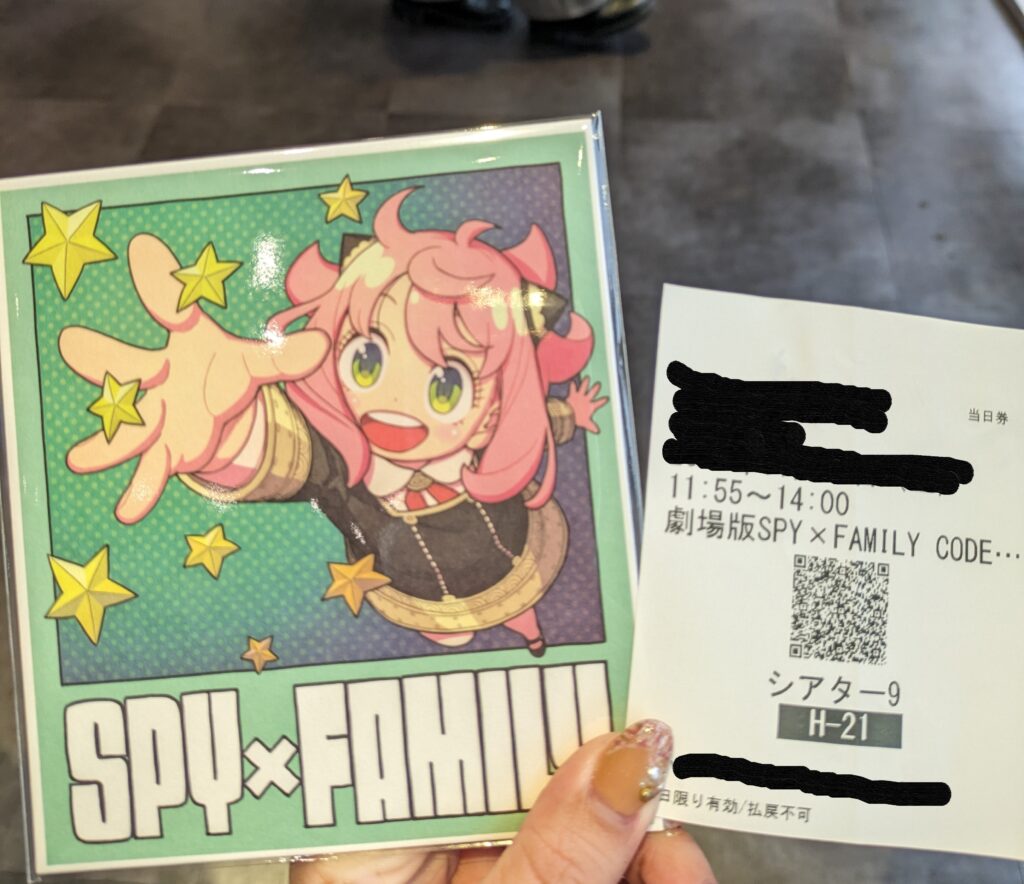 SPY×FAMILY
当日券
11:55～14:00
劇場版SPY×FAMILY CODE…
シアター9
H-21
日限り有効/払戻不可